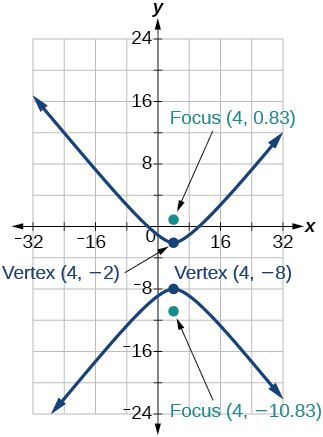 y
24
16
Focus (4, 0.83)
8
x
−32 −16 0 16 32
Vertex (4, −2) Vertex (4, −8)
−8
−16
−24
Focus (4, −10.83)